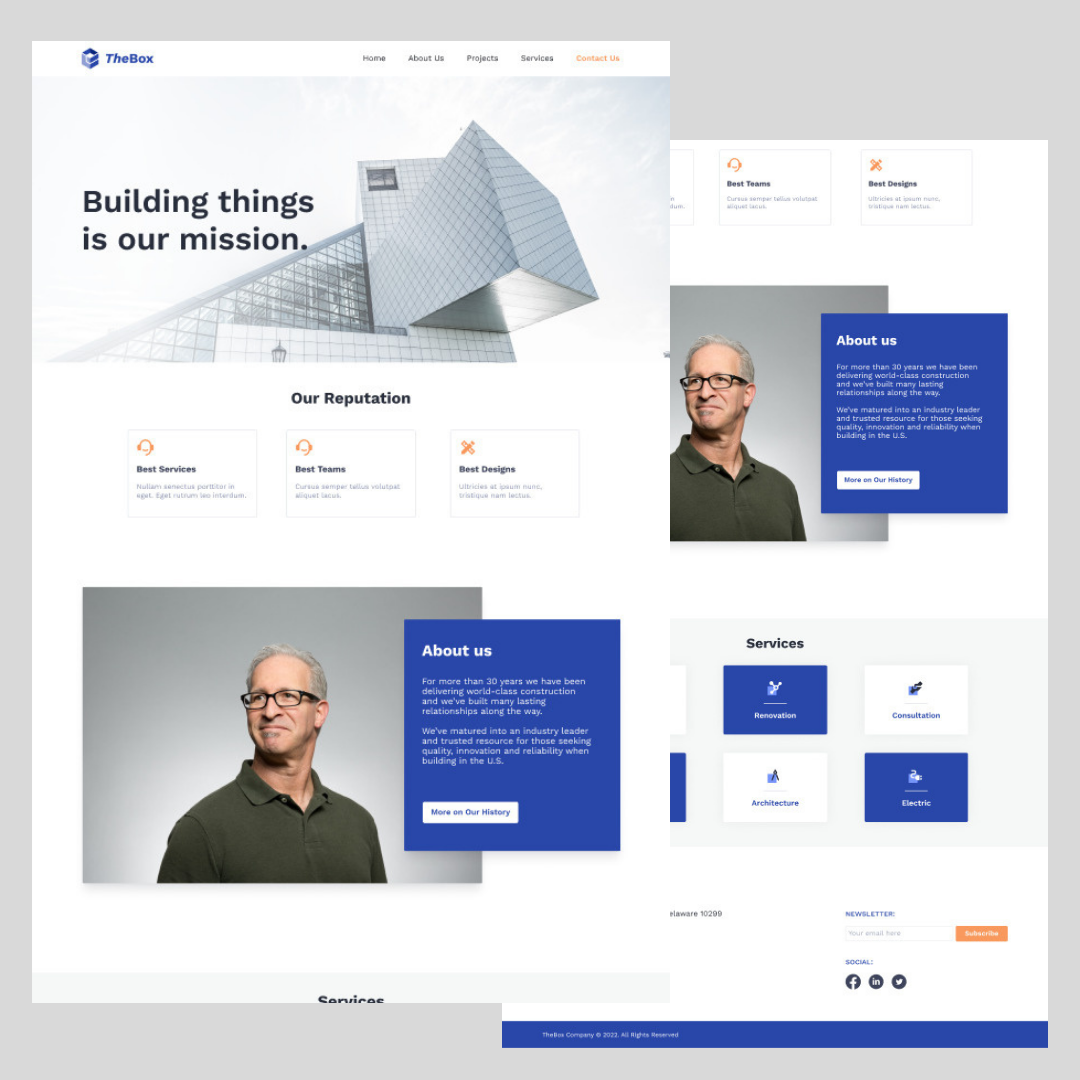 TheBox
Home About Us Projects Services Contact Us
Building things
is our mission.
Our Reputation
Best Services
Nullam senectus porttitor in
eget. Eget rutrum leo interdum.
Best Teams
Cursus semper tellus volutpat
aliquet lacus.
Best Designs
Ultricies at ipsum nunc,
tristique nam lectus.
About us
For more than 30 years we have been
delivering world-class construction
and we've built many lasting
relationships along the way.
We've matured into an industry leader
and trusted resource for those seeking
quality, innovation and reliability when
building in the U.S.
More on Our History
Services
Best Teams
Cursus semper tellus volutpat
aliquet lacus.
Best Designs
Ultricies at ipsum nunc,
tristique nam lectus.
About us
For more than 30 years we have been
delivering world-class construction
and we've built many lasting
relationships along the way.
We've matured into an industry leader
and trusted resource for those seeking
quality, innovation and reliability when
building in the U.S.
More on Our History
Services
Renovation
Consultation
Architecture
Electric
elaware 10299
NEWSLETTER:
Your email here
Subscribe
SOCIAL:
TheBox Company © 2022. All Rights Reserved